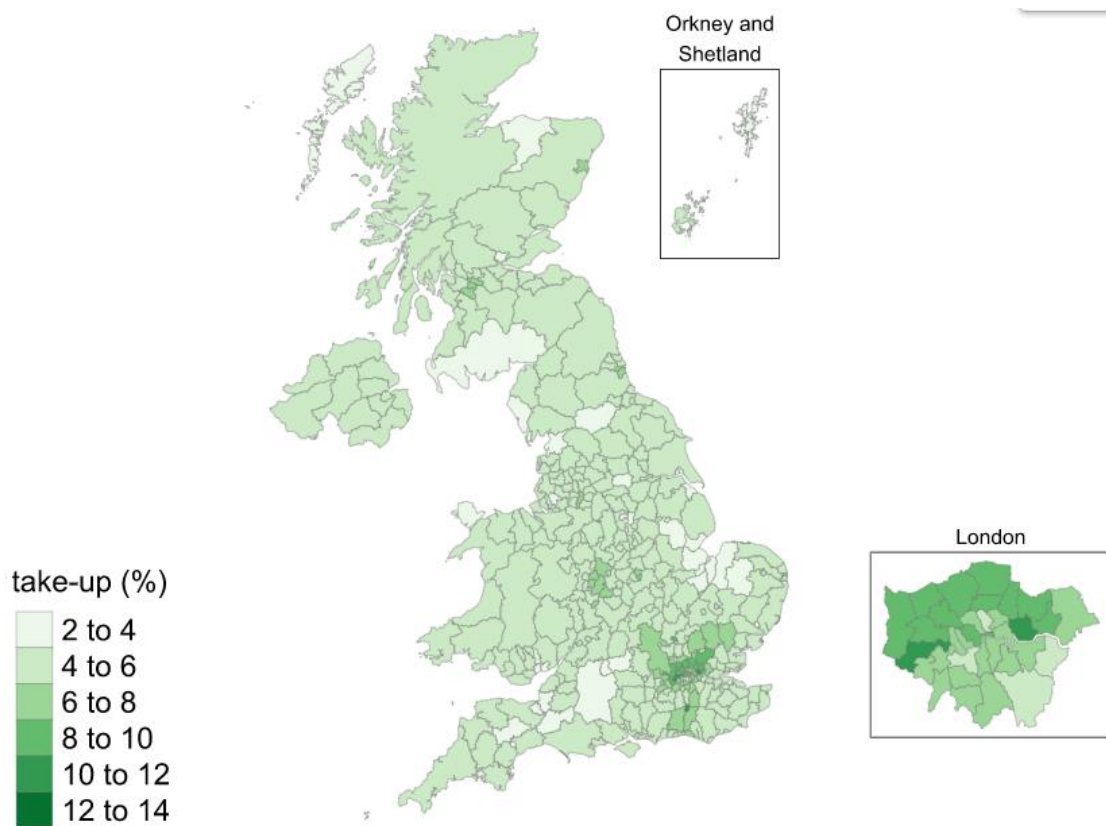 Orkney and
Shetland
London
take-up (%)
2 to 4
4 to 6
6 to 8
8 to 10
10 to 12
12 to 14